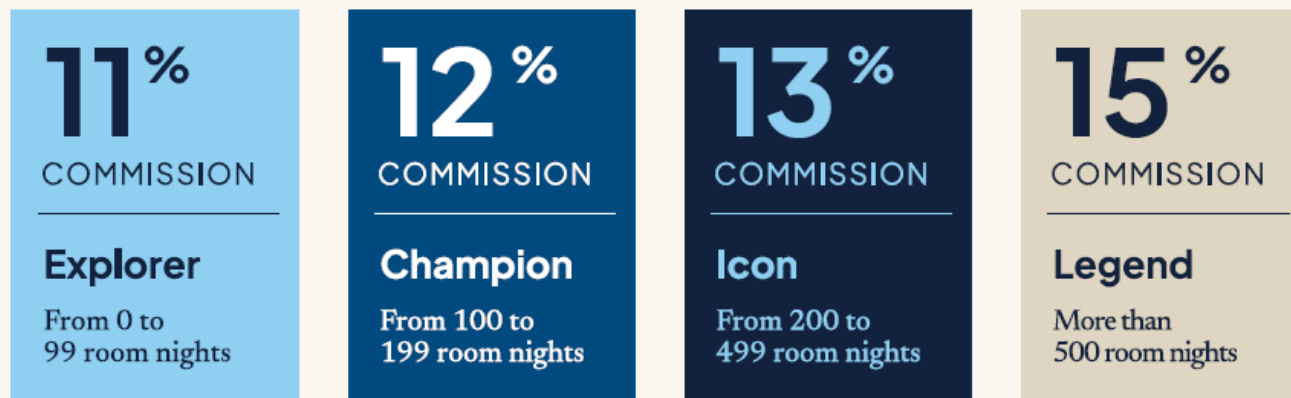 11%
COMMISSION
Explorer
From 0 to
99 room nights
12%
COMMISSION
Champion
From 100 to
199 room nights
13%
COMMISSION
Icon
From 200 to
499 room nights
15%
COMMISSION
Legend
More than
500 room nights